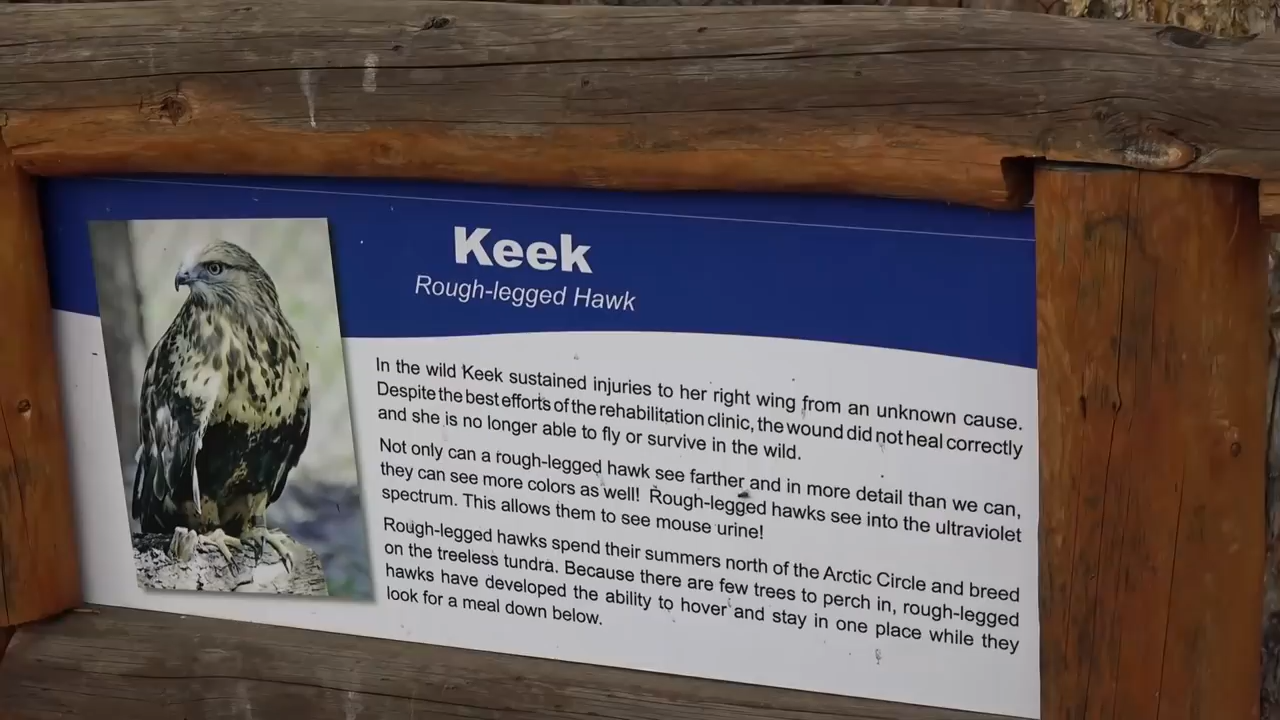 Keek
Rough-legged Hawk
In the wild Keek sustained injuries to her right wing from an unknown cause.
Despite the best efforts of the rehabilitation clinic, the wound did not heal correctly
and she is no longer able to fly or survive in the wild.
Not only can a rough-legged hawk see farther and in more detail than we can,
they can see more colors as well! Rough-legged hawks see into the ultraviolet
spectrum. This allows them to see mouse urine!
Rough-legged hawks spend their summers north of the Arctic Circle and breed
on the treeless tundra. Because there are few trees to perch in, rough-legged
hawks have developed the ability to hover and stay in one place while they
look for a meal down below.